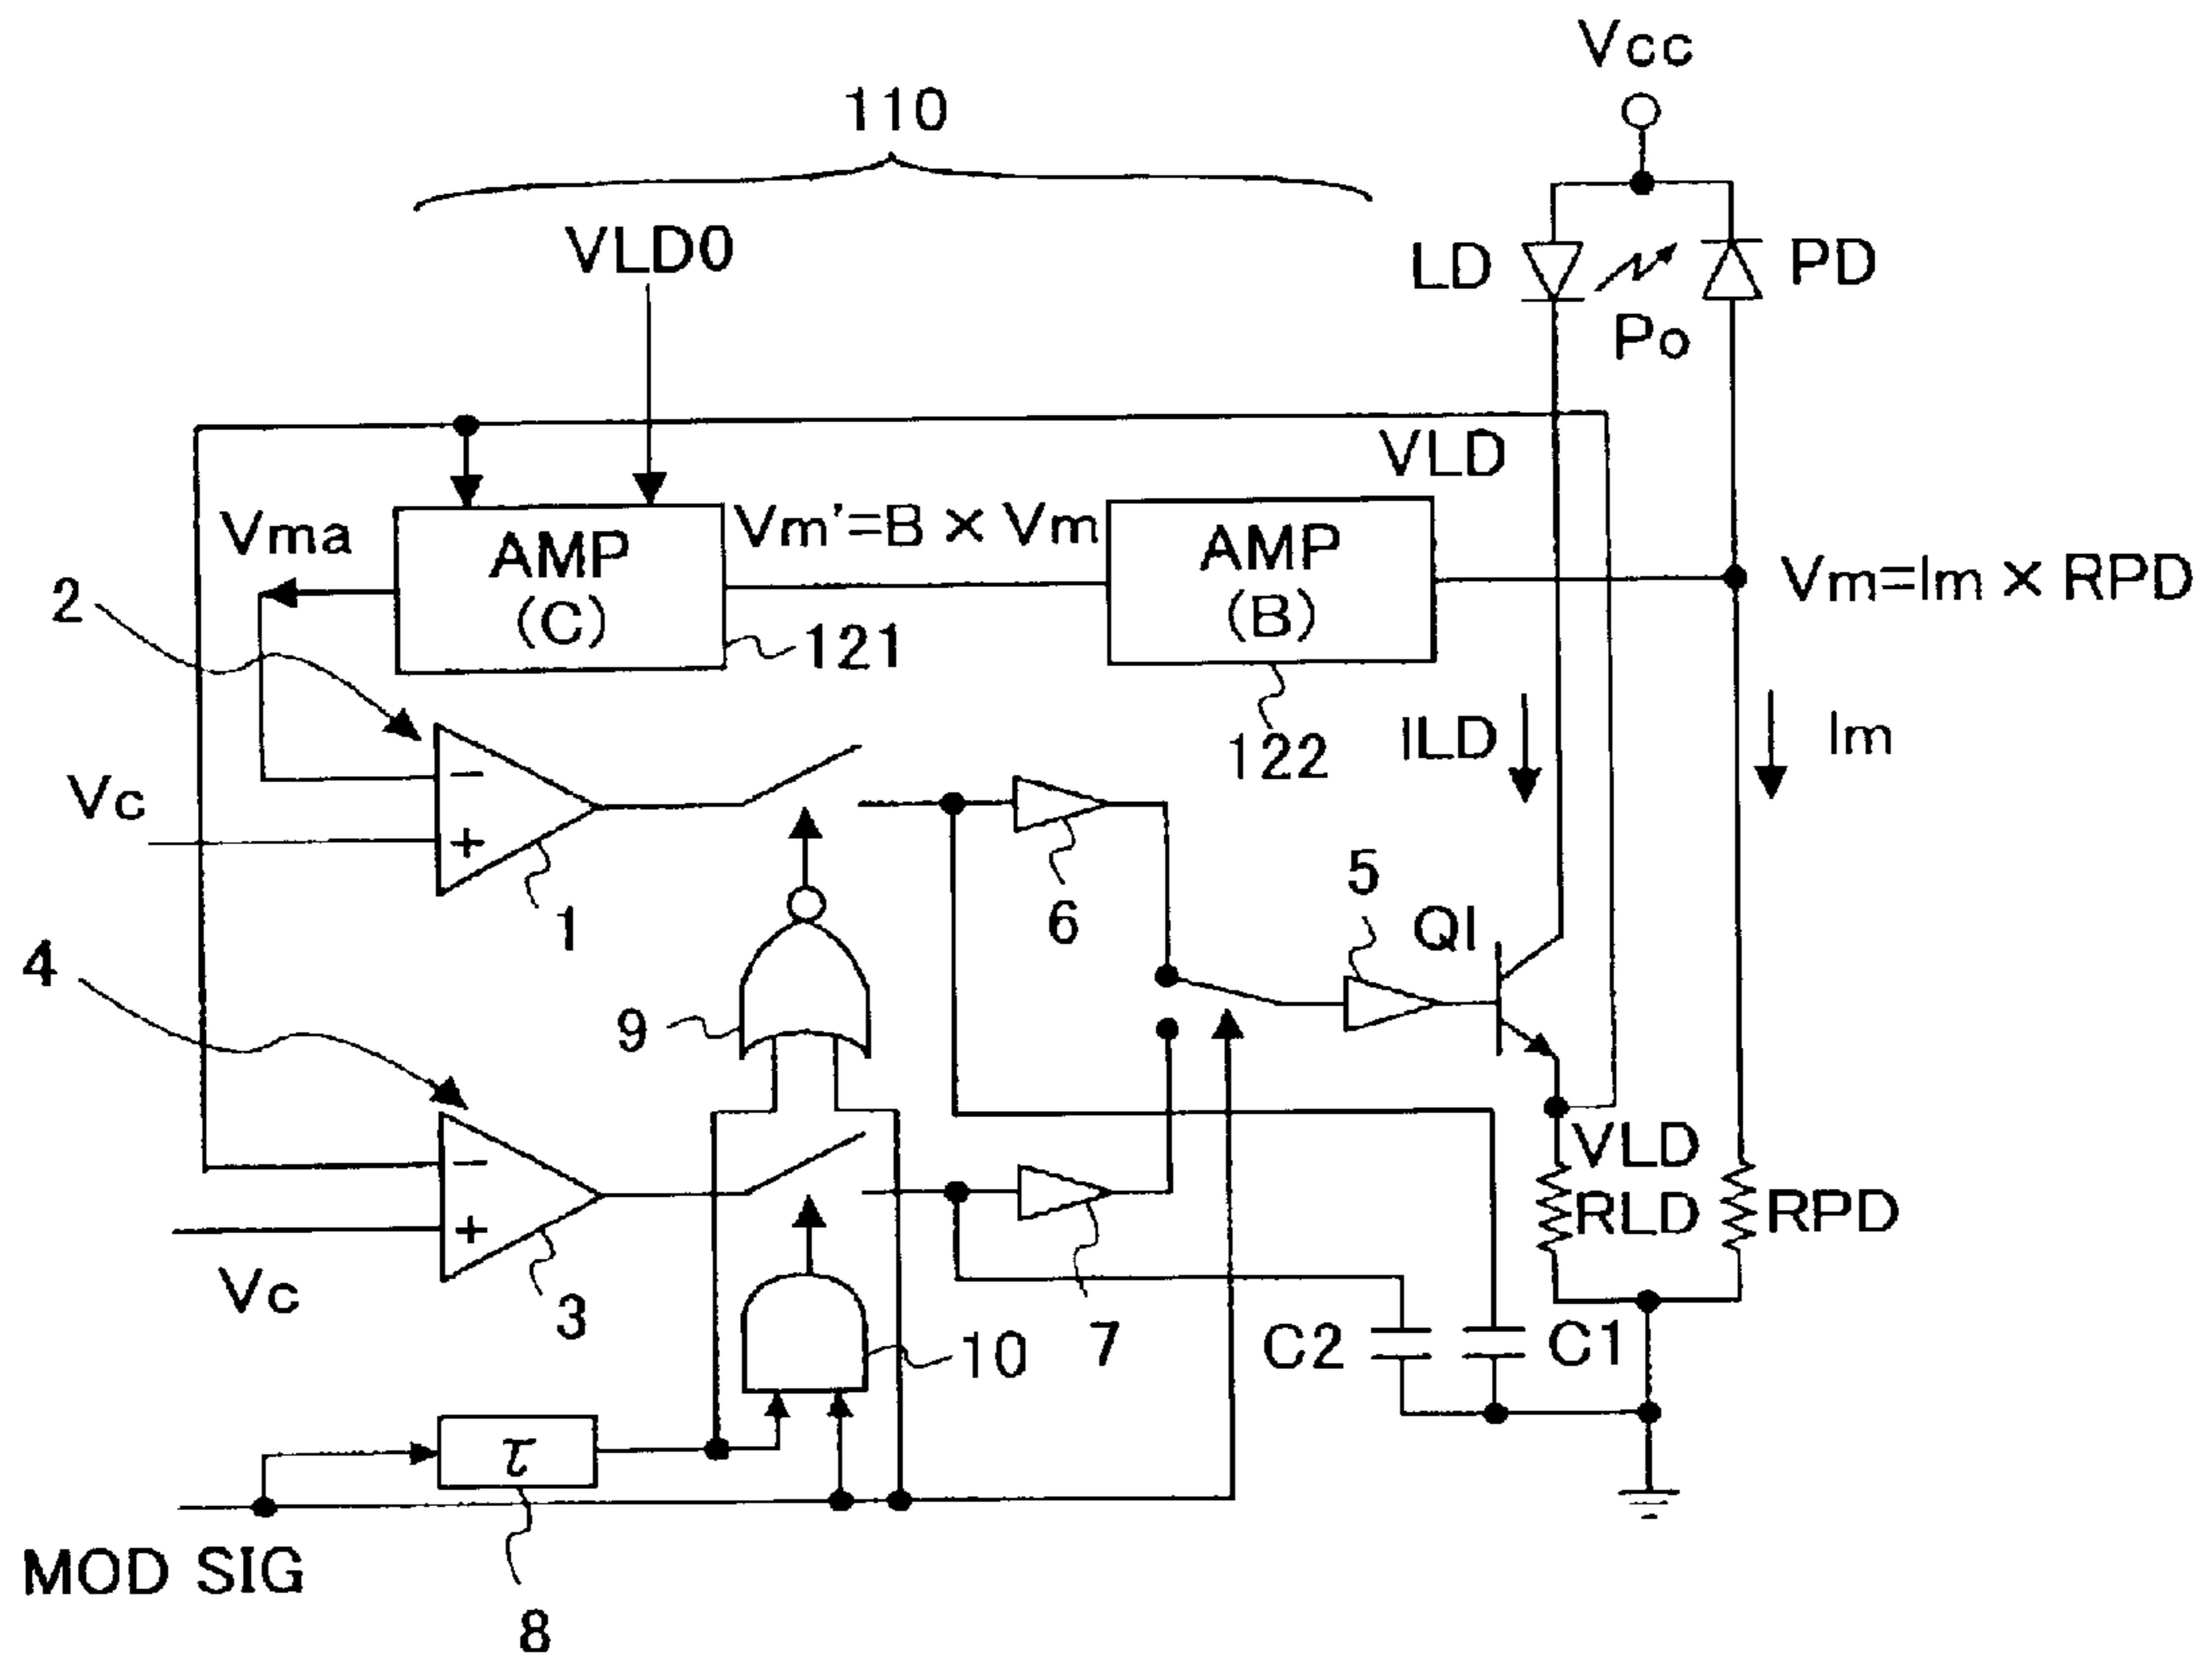 Vcc
110
VLD0
LD
PD
Po
VLD
Vma
AMP
(C)
Vm'=B × Vm
AMP
(B)
Vm=Im × RPD
2
121
122
ILD
Im
Vc
−
+
1
6
5
QI
4
9
VLD
−
+
RLD
RPD
Vc
3
10
7
C2
C1
τ
MOD SIG
8